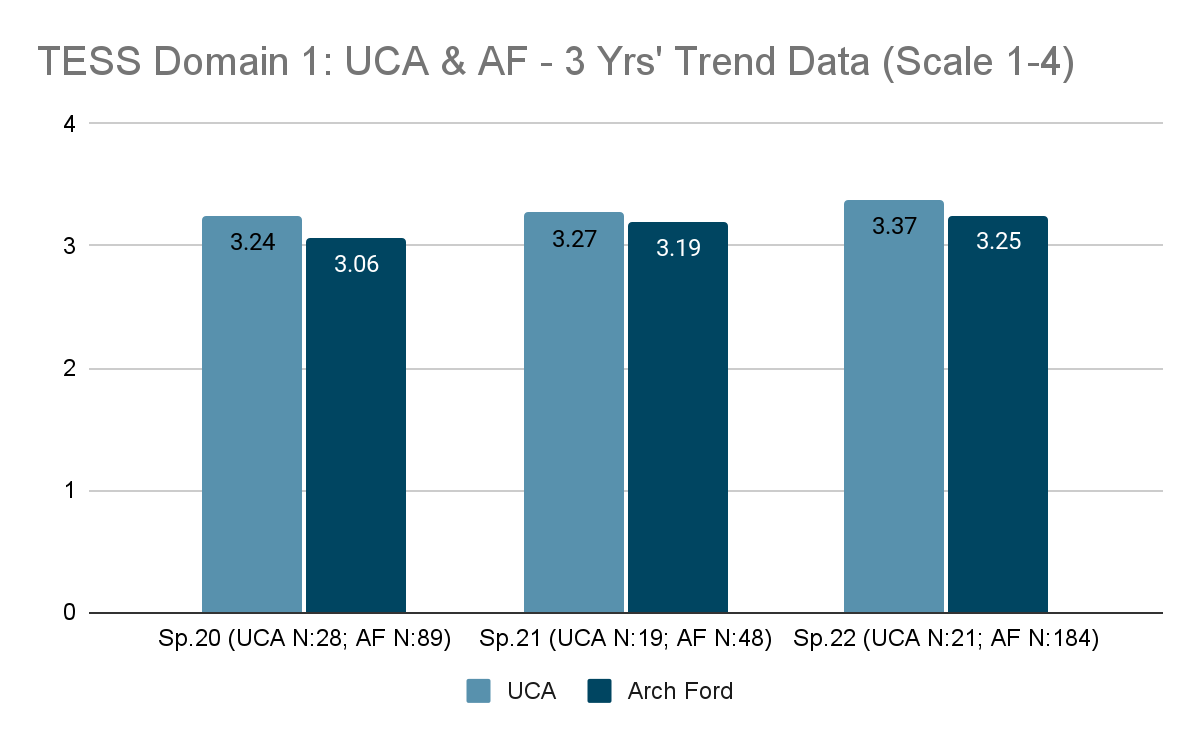 TESS Domain 1: UCA & AF - 3 Yrs' Trend Data (Scale 1-4)
4
3
2
1
0
3.24
3.06
3.27
3.19
3.37
3.25
Sp.20 (UCA N:28; AF N:89)
Sp.21 (UCA N:19; AF N:48)
Sp.22 (UCA N:21; AF N:184)
UCA
Arch Ford